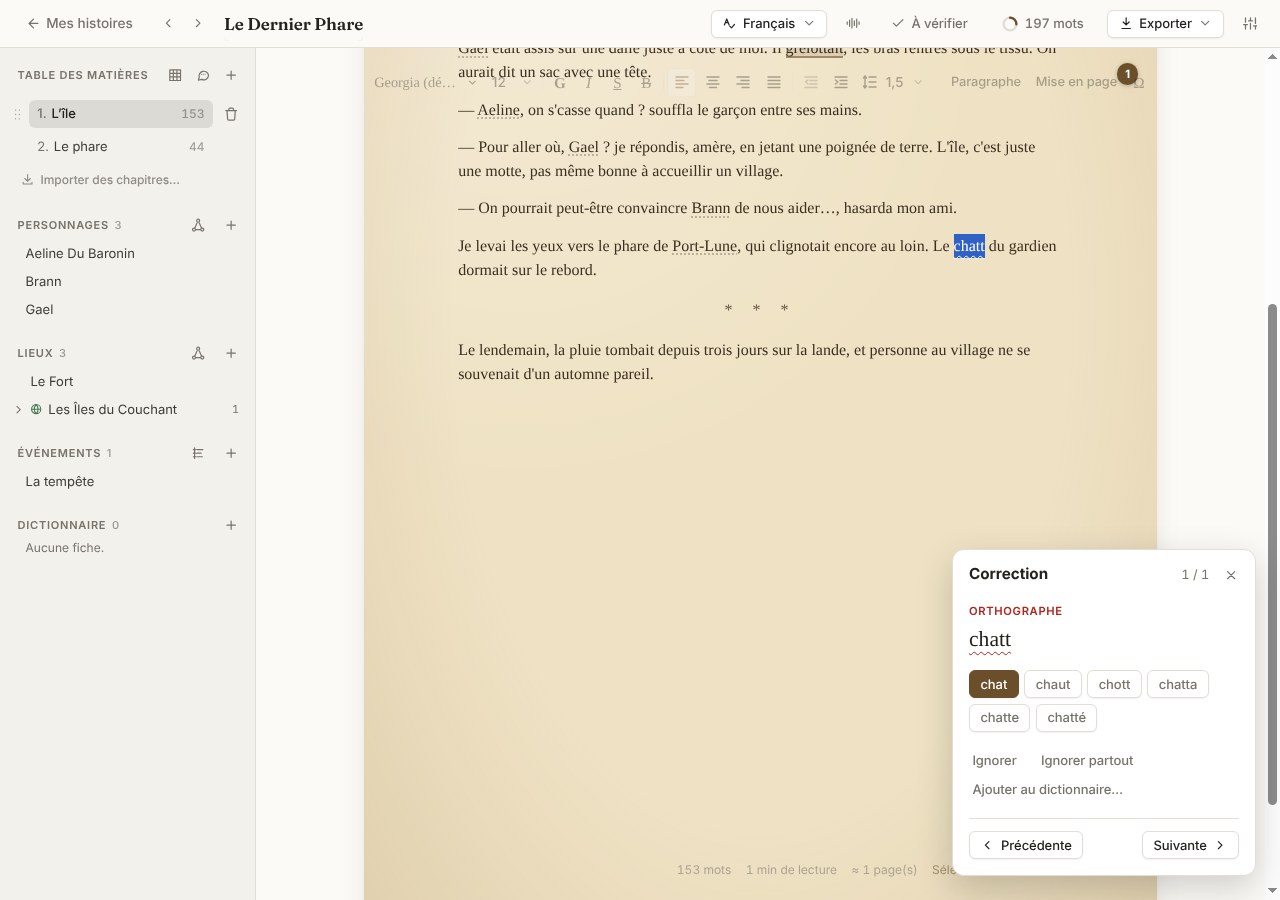 Mes histoires
Le Dernier Phare
Français
À vérifier
197 mots
Exporter
TABLE DES MATIÈRES
1. L'île 153
2. Le phare 44
Importer des chapitres...
PERSONNAGES 3
Aeline Du Baronin
Brann
Gael
LIEUX 3
Le Fort
Les Îles du Couchant 1
ÉVÉNEMENTS 1
La tempête
DICTIONNAIRE 0
Aucune fiche.
Gael était assis sur une dalle juste à côté de moi. Il grelottait, les bras rentrés sous le tissu. On
aurait dit un sac avec une tête.
Georgia (dé… 12 G I S B 1,5 Paragraphe Mise en page 1 Ω
— Aeline, on s'casse quand ? souffla le garçon entre ses mains.
— Pour aller où, Gael ? je répondis, amère, en jetant une poignée de terre. L'île, c'est juste
une motte, pas même bonne à accueillir un village.
— On pourrait peut-être convaincre Brann de nous aider…, hasarda mon ami.
Je levai les yeux vers le phare de Port-Lune, qui clignotait encore au loin. Le chatt du gardien
dormait sur le rebord.
* * *
Le lendemain, la pluie tombait depuis trois jours sur la lande, et personne au village ne se
souvenait d'un automne pareil.
153 mots 1 min de lecture ≈ 1 page(s)
Correction 1 / 1
ORTHOGRAPHE
chatt
chat chaut chott chatta
chatte chatté
Ignorer Ignorer partout
Ajouter au dictionnaire...
Précédente Suivante